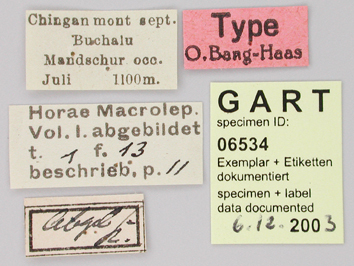 Chingan mont sept.
Buchalu
Mandschur occ.
Juli 1100m.
Type
O. Bang-Haas
Horae Macrolep.
Vol. I. abgebildet
t. 1 f. 13
beschrieb. p. 11
GART
specimen ID:
06534
Exemplar + Etiketten
dokumentiert
specimen + label
data documented
6.12. 2003